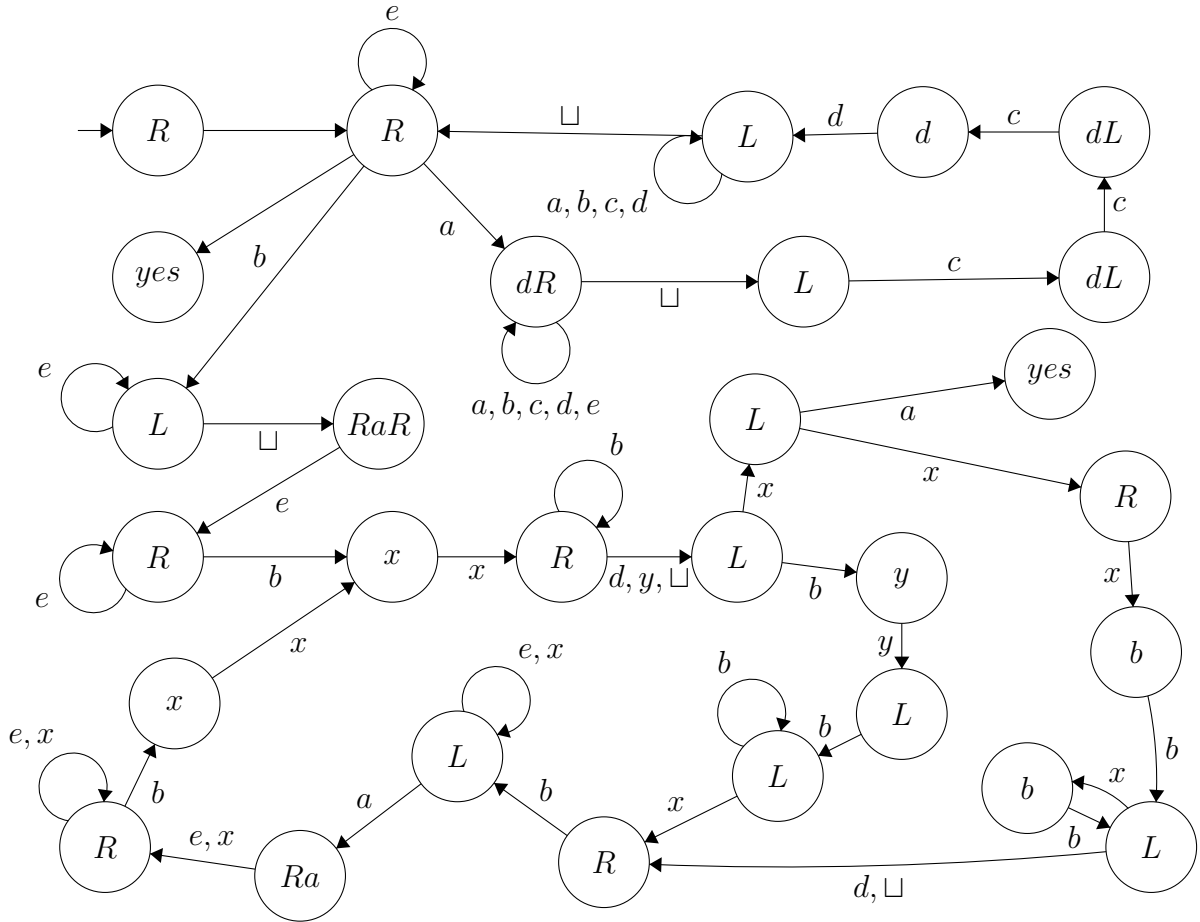 e
R
R
⊔
L
d
d
c
dL
a, b, c, d
c
yes
b
a
dR
⊔
L
c
dL
e
L
⊔
RaR
a, b, c, d, e
L
a
yes
x
R
e
b
x
R
e
b
x
x
R
d, y, ⊔
L
b
y
x
b
x
x
e, x
b
y
L
b
b
e, x
L
L
b
x
b
b
R
b
a
Ra
e, x
x
R
b
L
d, ⊔